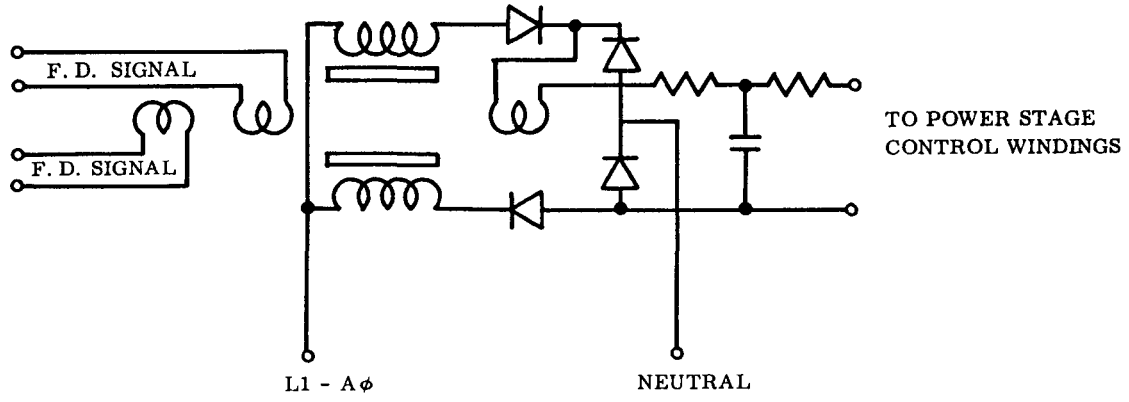 F. D. SIGNAL
F. D. SIGNAL
TO POWER STAGE
CONTROL WINDINGS
L1 - Aϕ
NEUTRAL